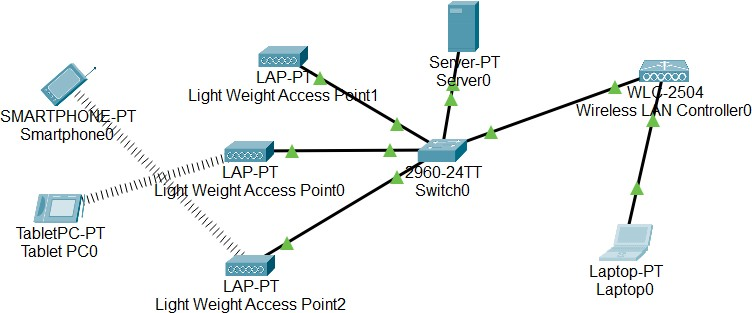 LAP-PT
Light Weight Access Point1
Server-PT
Server0
WLC-2504
Wireless LAN Controller0
SMARTPHONE-PT
Smartphone0
LAP-PT
Light Weight Access Point0
2960-24TT
Switch0
TabletPC-PT
Tablet PC0
LAP-PT
Light Weight Access Point2
Laptop-PT
Laptop0